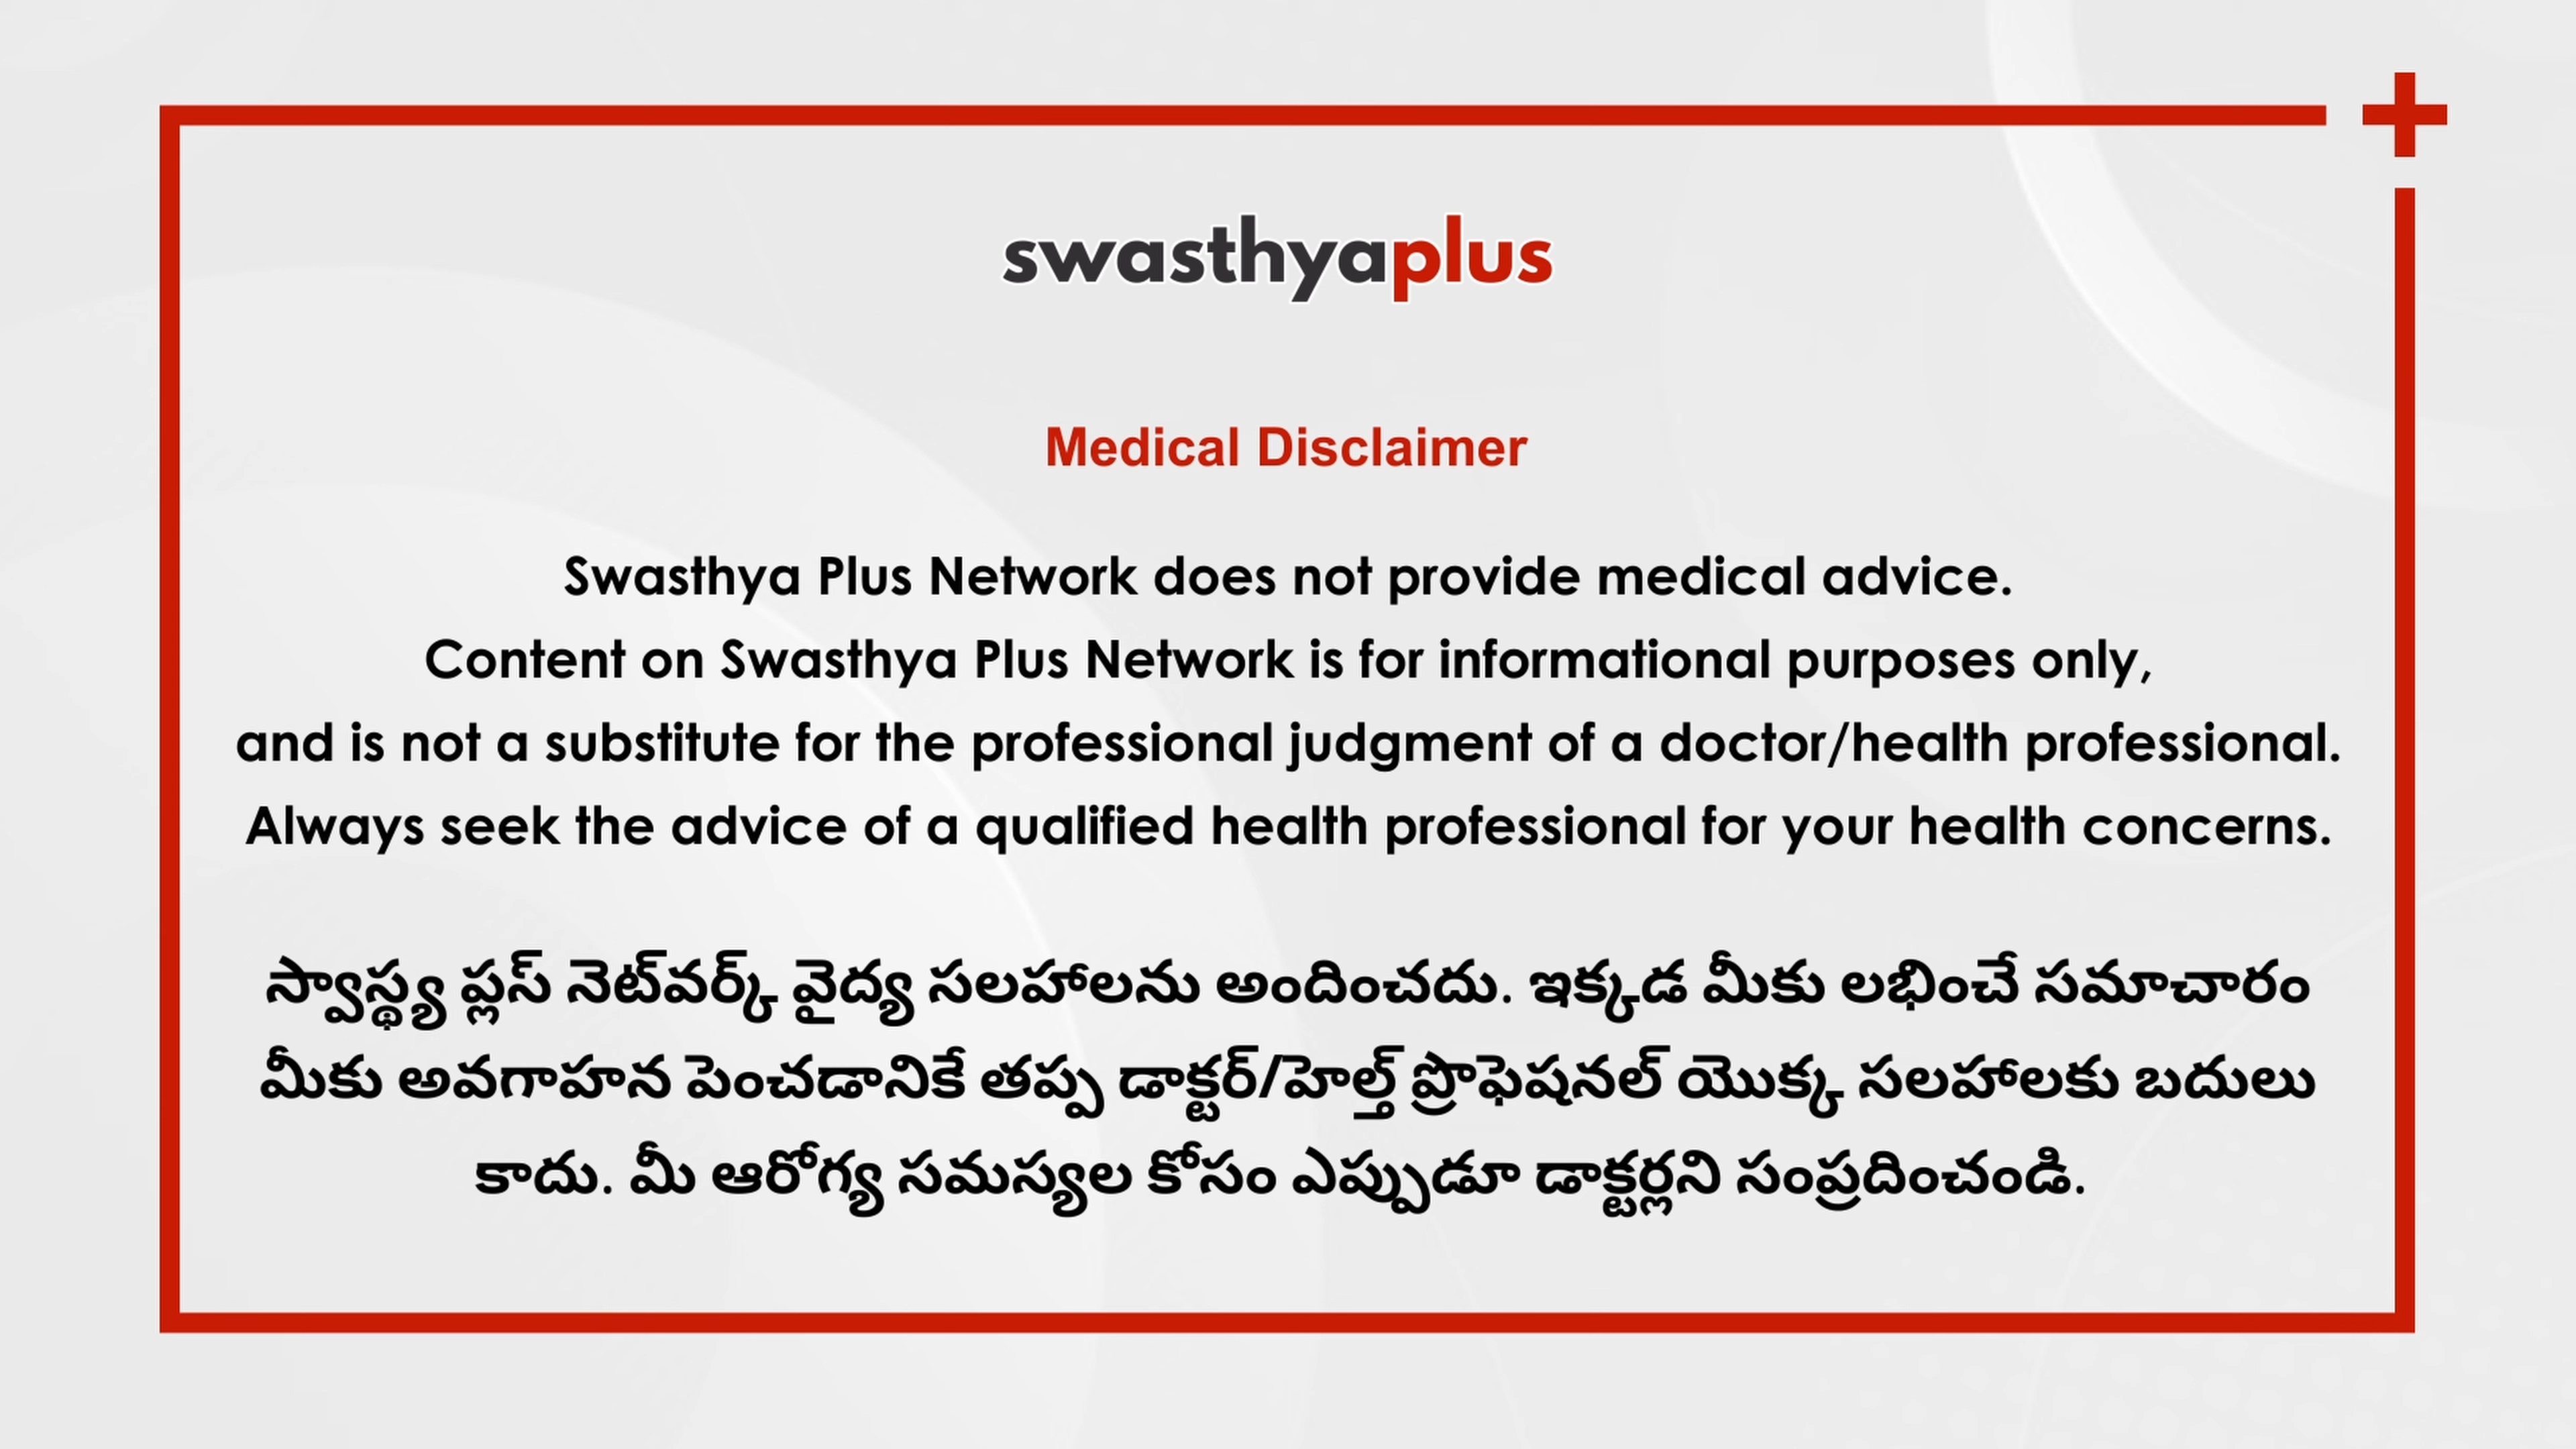 swasthyaplus
Medical Disclaimer
Swasthya Plus Network does not provide medical advice.
Content on Swasthya Plus Network is for informational purposes only,
and is not a substitute for the professional judgment of a doctor/health professional.
Always seek the advice of a qualified health professional for your health concerns.
స్వాస్థ్య ప్లస్ నెట్‌వర్క్ వైద్య సలహాలను అందించదు. ఇక్కడ మీకు లభించే సమాచారం
మీకు అవగాహన పెంచడానికే తప్ప డాక్టర్/హెల్త్ ప్రొఫెషనల్ యొక్క సలహాలకు బదులు
కాదు. మీ ఆరోగ్య సమస్యల కోసం ఎప్పుడూ డాక్టర్లని సంప్రదించండి.